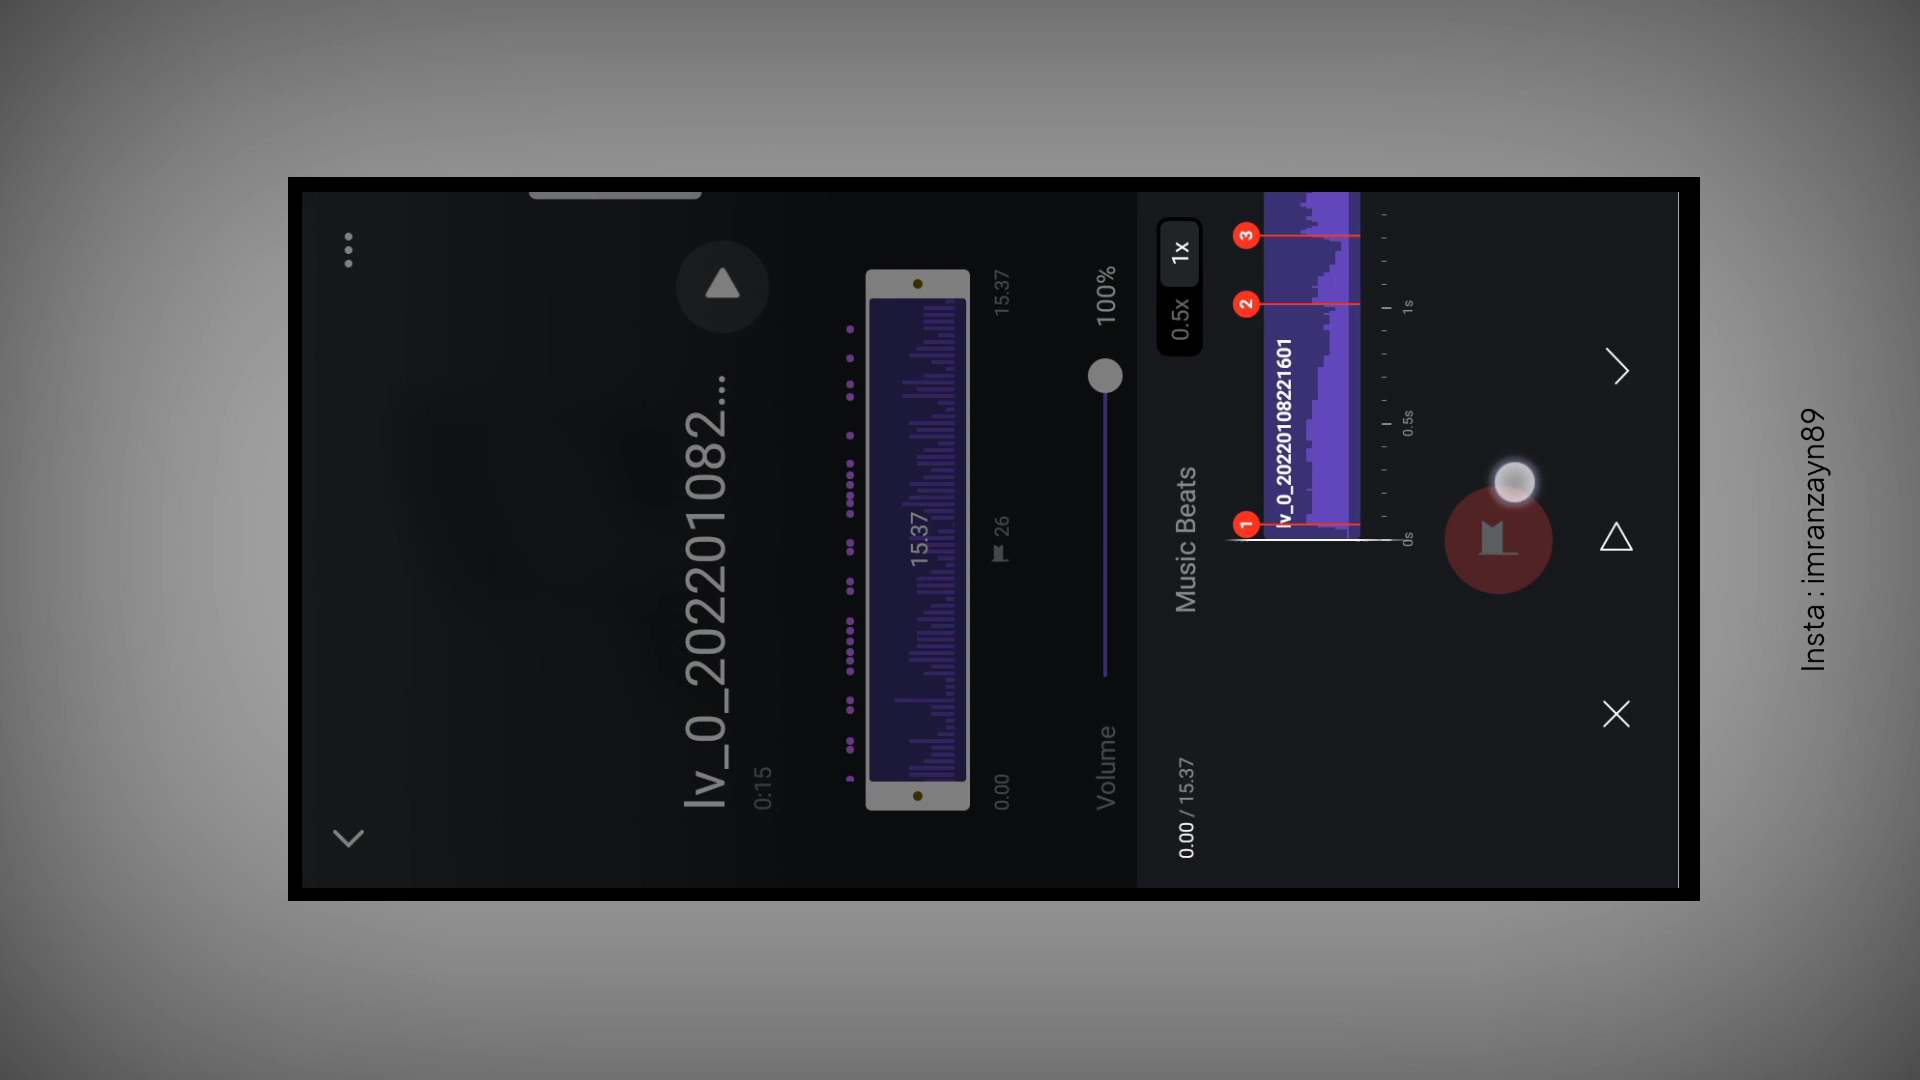 lv_0_202201082...
0:15
15.37
0.00
26
15.37
Volume
100%
0.00 / 15.37
Music Beats
0.5x
1x
1
2
3
lv_0_20220108221601
0s
0.5s
1s
Insta : imranzayn89